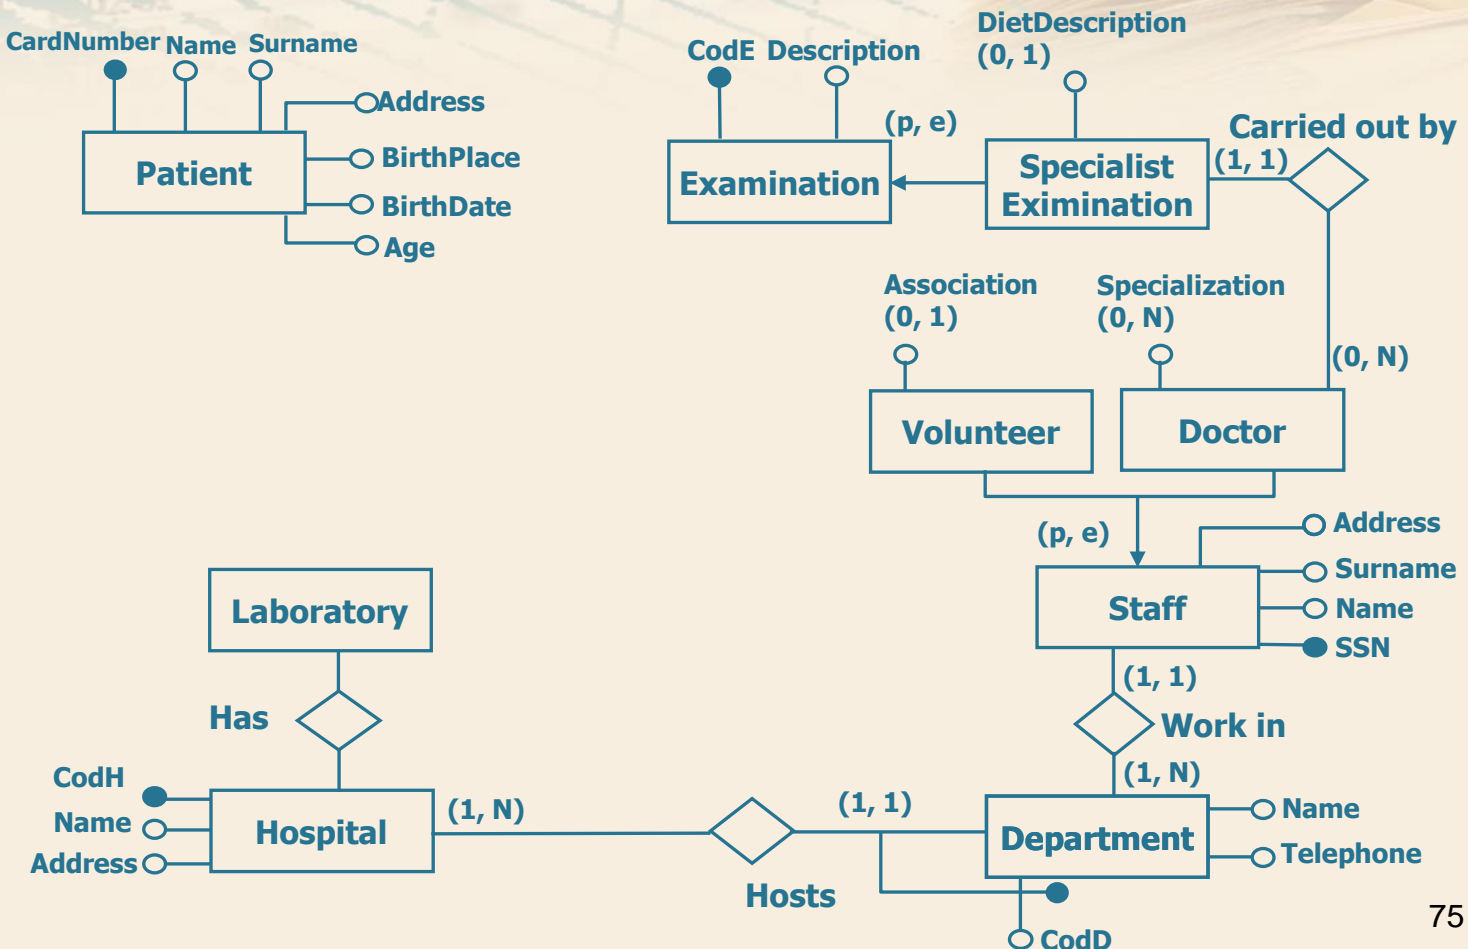 CardNumber Name Surname
Address
BirthPlace
BirthDate
Age
Patient
CodE Description
DietDescription
(0, 1)
(p, e)
Examination
Specialist
Eximination
Carried out by
(1, 1)
(0, N)
Association
(0, 1)
Specialization
(0, N)
Volunteer
Doctor
(p, e)
Address
Surname
Name
SSN
Staff
Laboratory
(1, 1)
Has
Work in
(1, N)
CodH
Name
Address
Hospital
(1, N)
(1, 1)
Hosts
Department
Name
Telephone
CodD
75